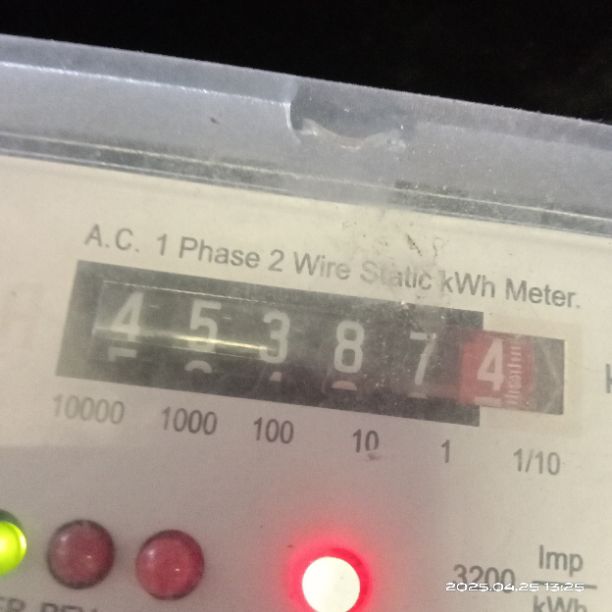 A.C. 1 Phase 2 Wire Static kWh Meter.
4 5 3 8 7 4
10000 1000 100 10 1 1/10
3200 Imp
kWh
2025.04.25 13:25